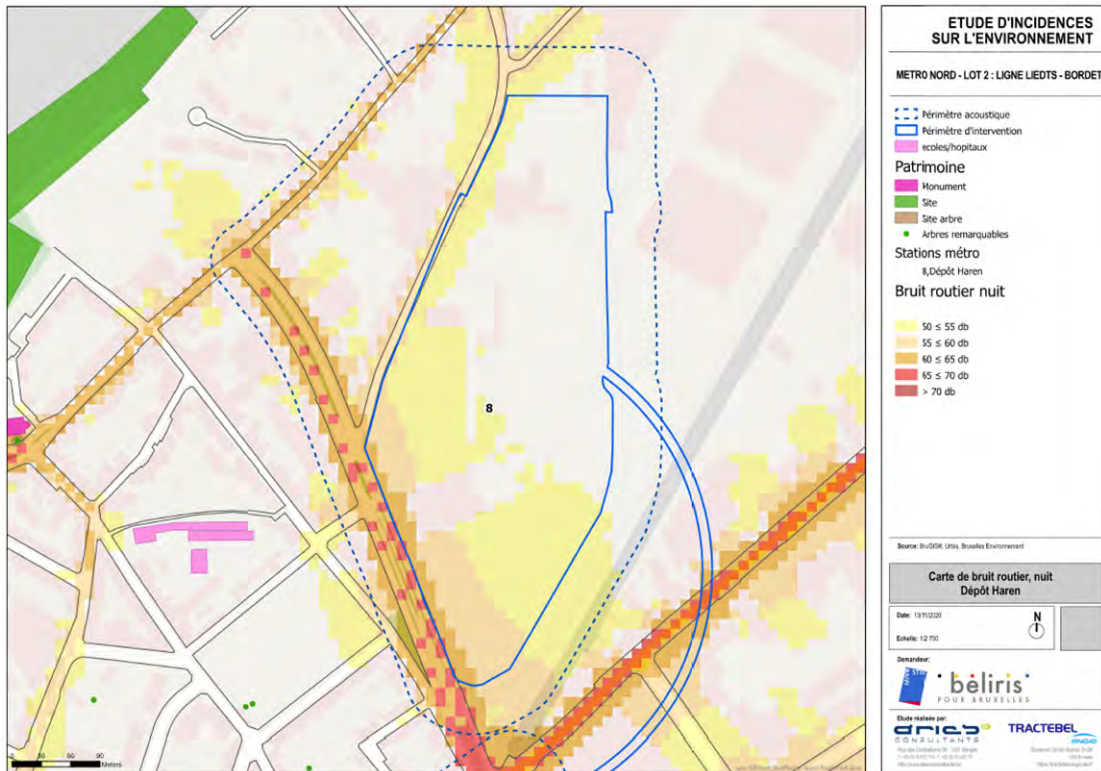 ETUDE D'INCIDENCES
SUR L'ENVIRONNEMENT
METRO NORD - LOT 2 : LIGNE LIEDTS - BORDET
Périmètre acoustique
Périmètre d'intervention
ecoles/hopitaux
Patrimoine
Monument
Site
Site arbre
Arbres remarquables
Stations métro
8,Dépôt Haren
Bruit routier nuit
50 ≤ 55 db
55 ≤ 60 db
60 ≤ 65 db
65 ≤ 70 db
> 70 db
8
Source: BruGIS®, Urbis, Bruxelles Environnement
Carte de bruit routier, nuit
Dépôt Haren
Date: 13/11/2020
N
Echelle: 1/2 750
Demandeur:
beliris
POUR BRUXELLES
Etude réalisée par:
aries
CONSULTANTS
TRACTEBEL
ENGIE
0 30 60 90
Meters